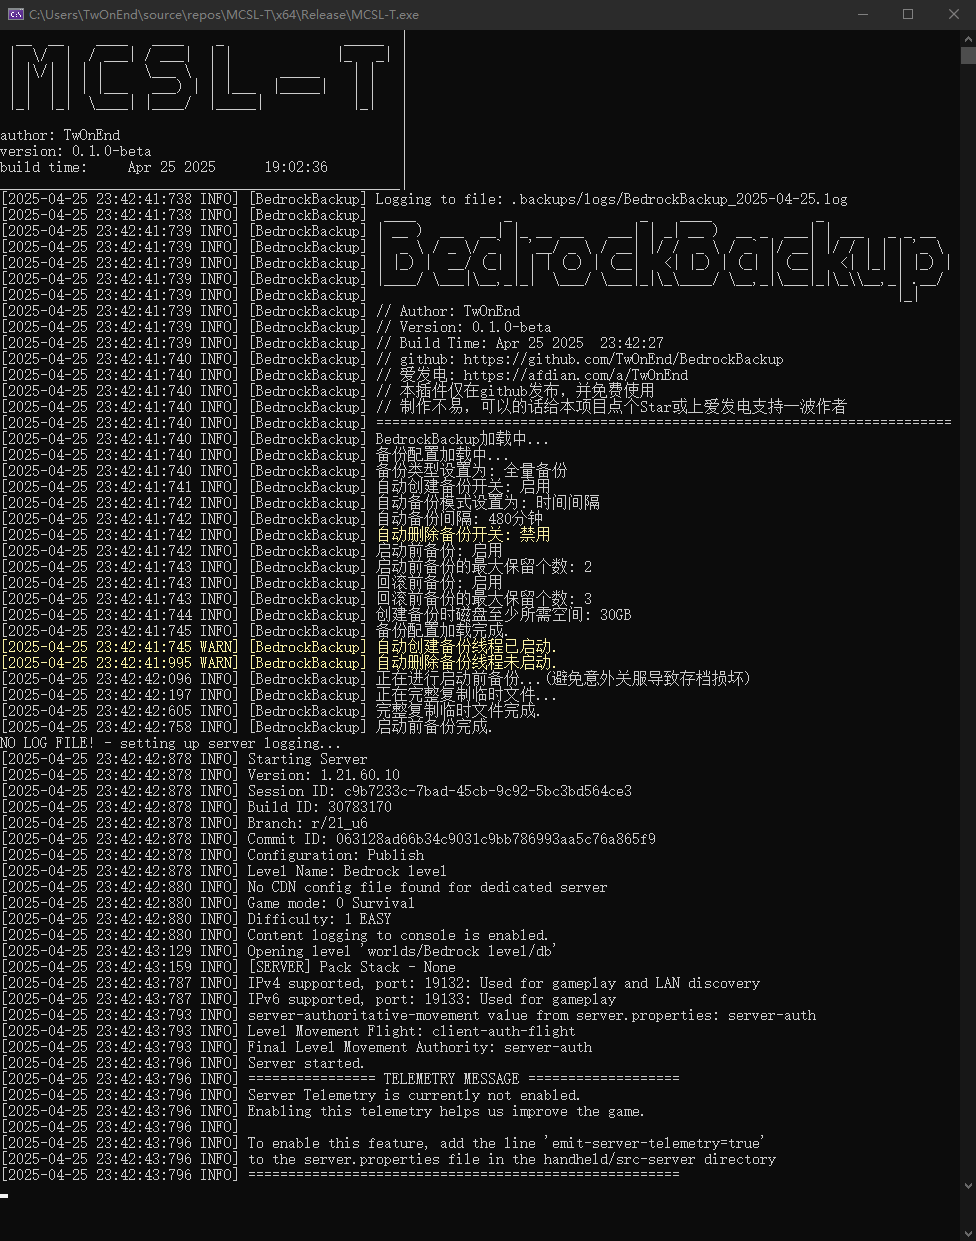 C:\Users\TwOnEnd\source\repos\MCSL-T\x64\Release\MCSL-T.exe
MCSL-T
author: TwOnEnd
version: 0.1.0-beta
build time: Apr 25 2025 19:02:36
[2025-04-25 23:42:41:738 INFO] [BedrockBackup] Logging to file: .backups/logs/BedrockBackup_2025-04-25.log
[2025-04-25 23:42:41:738 INFO] [BedrockBackup]
[2025-04-25 23:42:41:739 INFO] [BedrockBackup]
[2025-04-25 23:42:41:739 INFO] [BedrockBackup] BedrockBackup
[2025-04-25 23:42:41:739 INFO] [BedrockBackup]
[2025-04-25 23:42:41:739 INFO] [BedrockBackup]
[2025-04-25 23:42:41:739 INFO] [BedrockBackup]
[2025-04-25 23:42:41:739 INFO] [BedrockBackup] // Author: TwOnEnd
[2025-04-25 23:42:41:739 INFO] [BedrockBackup] // Version: 0.1.0-beta
[2025-04-25 23:42:41:739 INFO] [BedrockBackup] // Build Time: Apr 25 2025  23:42:27
[2025-04-25 23:42:41:740 INFO] [BedrockBackup] // github: https://github.com/TwOnEnd/BedrockBackup
[2025-04-25 23:42:41:740 INFO] [BedrockBackup] // 爱发电: https://afdian.com/a/TwOnEnd
[2025-04-25 23:42:41:740 INFO] [BedrockBackup] // 本插件仅在github发布，并免费使用
[2025-04-25 23:42:41:740 INFO] [BedrockBackup] // 制作不易，可以的话给本项目点个Star或上爱发电支持一波作者
[2025-04-25 23:42:41:740 INFO] [BedrockBackup] ========================================================================
[2025-04-25 23:42:41:740 INFO] [BedrockBackup] BedrockBackup加载中...
[2025-04-25 23:42:41:740 INFO] [BedrockBackup] 备份配置加载中...
[2025-04-25 23:42:41:740 INFO] [BedrockBackup] 备份类型设置为: 全量备份
[2025-04-25 23:42:41:741 INFO] [BedrockBackup] 自动创建备份开关: 启用
[2025-04-25 23:42:41:742 INFO] [BedrockBackup] 自动备份模式设置为: 时间间隔
[2025-04-25 23:42:41:742 INFO] [BedrockBackup] 自动备份间隔: 480分钟
[2025-04-25 23:42:41:742 INFO] [BedrockBackup] 自动删除备份开关: 禁用
[2025-04-25 23:42:41:742 INFO] [BedrockBackup] 启动前备份: 启用
[2025-04-25 23:42:41:743 INFO] [BedrockBackup] 启动前备份的最大保留个数: 2
[2025-04-25 23:42:41:743 INFO] [BedrockBackup] 回滚前备份: 启用
[2025-04-25 23:42:41:743 INFO] [BedrockBackup] 回滚前备份的最大保留个数: 3
[2025-04-25 23:42:41:744 INFO] [BedrockBackup] 创建备份时磁盘至少所需空间: 30GB
[2025-04-25 23:42:41:745 INFO] [BedrockBackup] 备份配置加载完成.
[2025-04-25 23:42:41:745 WARN] [BedrockBackup] 自动创建备份线程已启动.
[2025-04-25 23:42:41:995 WARN] [BedrockBackup] 自动删除备份线程未启动.
[2025-04-25 23:42:42:096 INFO] [BedrockBackup] 正在进行启动前备份...(避免意外关服导致存档损坏)
[2025-04-25 23:42:42:197 INFO] [BedrockBackup] 正在完整复制临时文件...
[2025-04-25 23:42:42:605 INFO] [BedrockBackup] 完整复制临时文件完成.
[2025-04-25 23:42:42:758 INFO] [BedrockBackup] 启动前备份完成.
NO LOG FILE! - setting up server logging...
[2025-04-25 23:42:42:878 INFO] Starting Server
[2025-04-25 23:42:42:878 INFO] Version: 1.21.60.10
[2025-04-25 23:42:42:878 INFO] Session ID: c9b7233c-7bad-45cb-9c92-5bc3bd564ce3
[2025-04-25 23:42:42:878 INFO] Build ID: 30783170
[2025-04-25 23:42:42:878 INFO] Branch: r/21_u6
[2025-04-25 23:42:42:878 INFO] Commit ID: 063128ad66b34c9031c9bb786993aa5c76a865f9
[2025-04-25 23:42:42:878 INFO] Configuration: Publish
[2025-04-25 23:42:42:878 INFO] Level Name: Bedrock level
[2025-04-25 23:42:42:880 INFO] No CDN config file found for dedicated server
[2025-04-25 23:42:42:880 INFO] Game mode: 0 Survival
[2025-04-25 23:42:42:880 INFO] Difficulty: 1 EASY
[2025-04-25 23:42:42:880 INFO] Content logging to console is enabled.
[2025-04-25 23:42:43:129 INFO] Opening level 'worlds/Bedrock level/db'
[2025-04-25 23:42:43:159 INFO] [SERVER] Pack Stack - None
[2025-04-25 23:42:43:787 INFO] IPv4 supported, port: 19132: Used for gameplay and LAN discovery
[2025-04-25 23:42:43:787 INFO] IPv6 supported, port: 19133: Used for gameplay
[2025-04-25 23:42:43:793 INFO] server-authoritative-movement value from server.properties: server-auth
[2025-04-25 23:42:43:793 INFO] Level Movement Flight: client-auth-flight
[2025-04-25 23:42:43:793 INFO] Final Level Movement Authority: server-auth
[2025-04-25 23:42:43:796 INFO] Server started.
[2025-04-25 23:42:43:796 INFO] ================ TELEMETRY MESSAGE ===================
[2025-04-25 23:42:43:796 INFO] Server Telemetry is currently not enabled.
[2025-04-25 23:42:43:796 INFO] Enabling this telemetry helps us improve the game.
[2025-04-25 23:42:43:796 INFO]
[2025-04-25 23:42:43:796 INFO] To enable this feature, add the line 'emit-server-telemetry=true'
[2025-04-25 23:42:43:796 INFO] to the server.properties file in the handheld/src-server directory
[2025-04-25 23:42:43:796 INFO] ======================================================